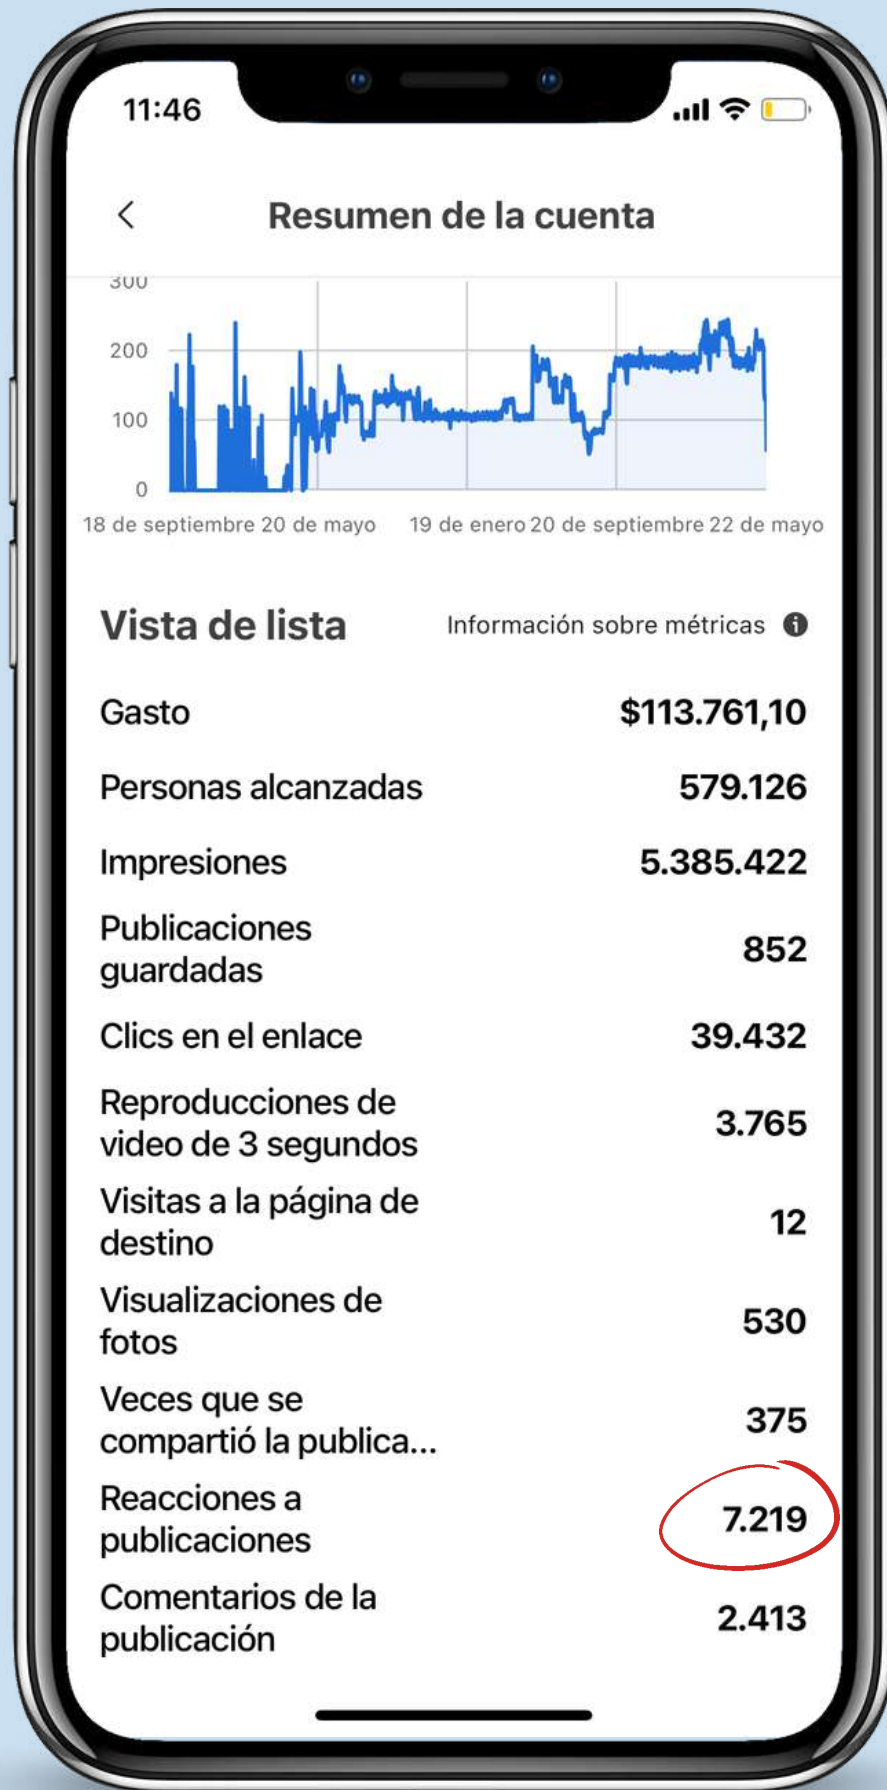 11:46
Resumen de la cuenta
300
200
100
0
18 de septiembre 20 de mayo 19 de enero 20 de septiembre 22 de mayo
Vista de lista Información sobre métricas
Gasto $113.761,10
Personas alcanzadas 579.126
Impresiones 5.385.422
Publicaciones
guardadas 852
Clics en el enlace 39.432
Reproducciones de
video de 3 segundos 3.765
Visitas a la página de
destino 12
Visualizaciones de
fotos 530
Veces que se
compartió la publica... 375
Reacciones a
publicaciones 7.219
Comentarios de la
publicación 2.413